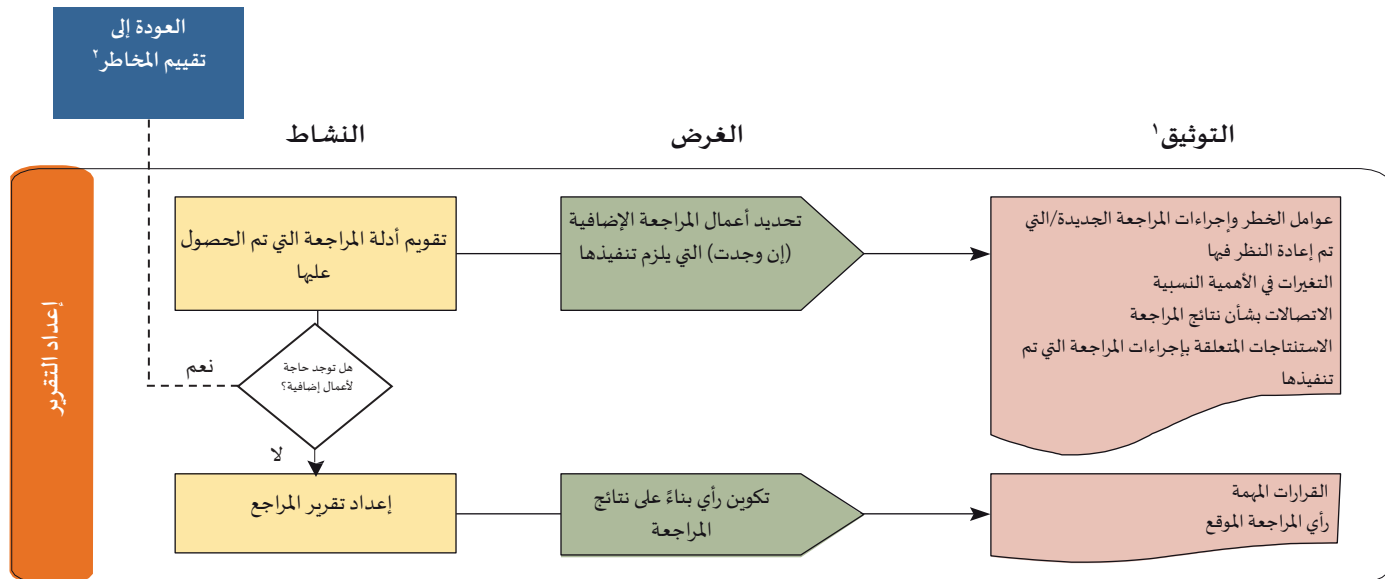 العودة إلى
تقييم المخاطر٢
النشاط
الغرض
التوثيق١
إعداد التقرير
تقويم أدلة المراجعة التي تم الحصول
عليها
تحديد أعمال المراجعة الإضافية
(إن وجدت) التي يلزم تنفيذها
عوامل الخطر وإجراءات المراجعة الجديدة/التي
تم إعادة النظر فيها
التغيرات في الأهمية النسبية
الاتصالات بشأن نتائج المراجعة
الاستنتاجات المتعلقة بإجراءات المراجعة التي تم
تنفيذها
هل توجد حاجة
لأعمال إضافية؟
نعم
لا
إعداد تقرير المراجع
تكوين رأي بناءً على نتائج
المراجعة
القرارات المهمة
رأي المراجعة الموقع